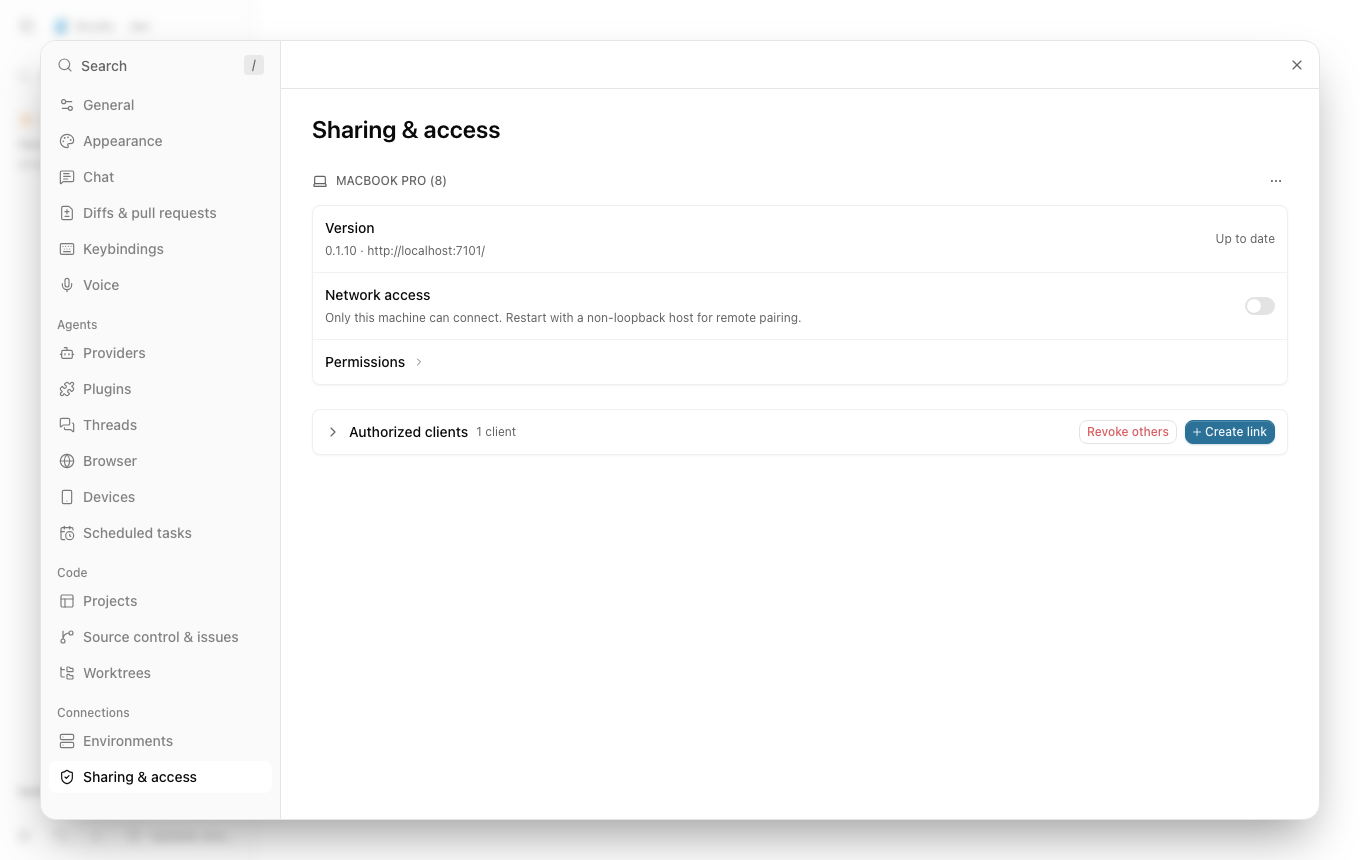 Search
/
General
Appearance
Chat
Diffs & pull requests
Keybindings
Voice
Agents
Providers
Plugins
Threads
Browser
Devices
Scheduled tasks
Code
Projects
Source control & issues
Worktrees
Connections
Environments
Sharing & access
Sharing & access
MACBOOK PRO (8)
Version
0.1.10 · http://localhost:7101/
Up to date
Network access
Only this machine can connect. Restart with a non-loopback host for remote pairing.
Permissions
Authorized clients 1 client
Revoke others
+ Create link